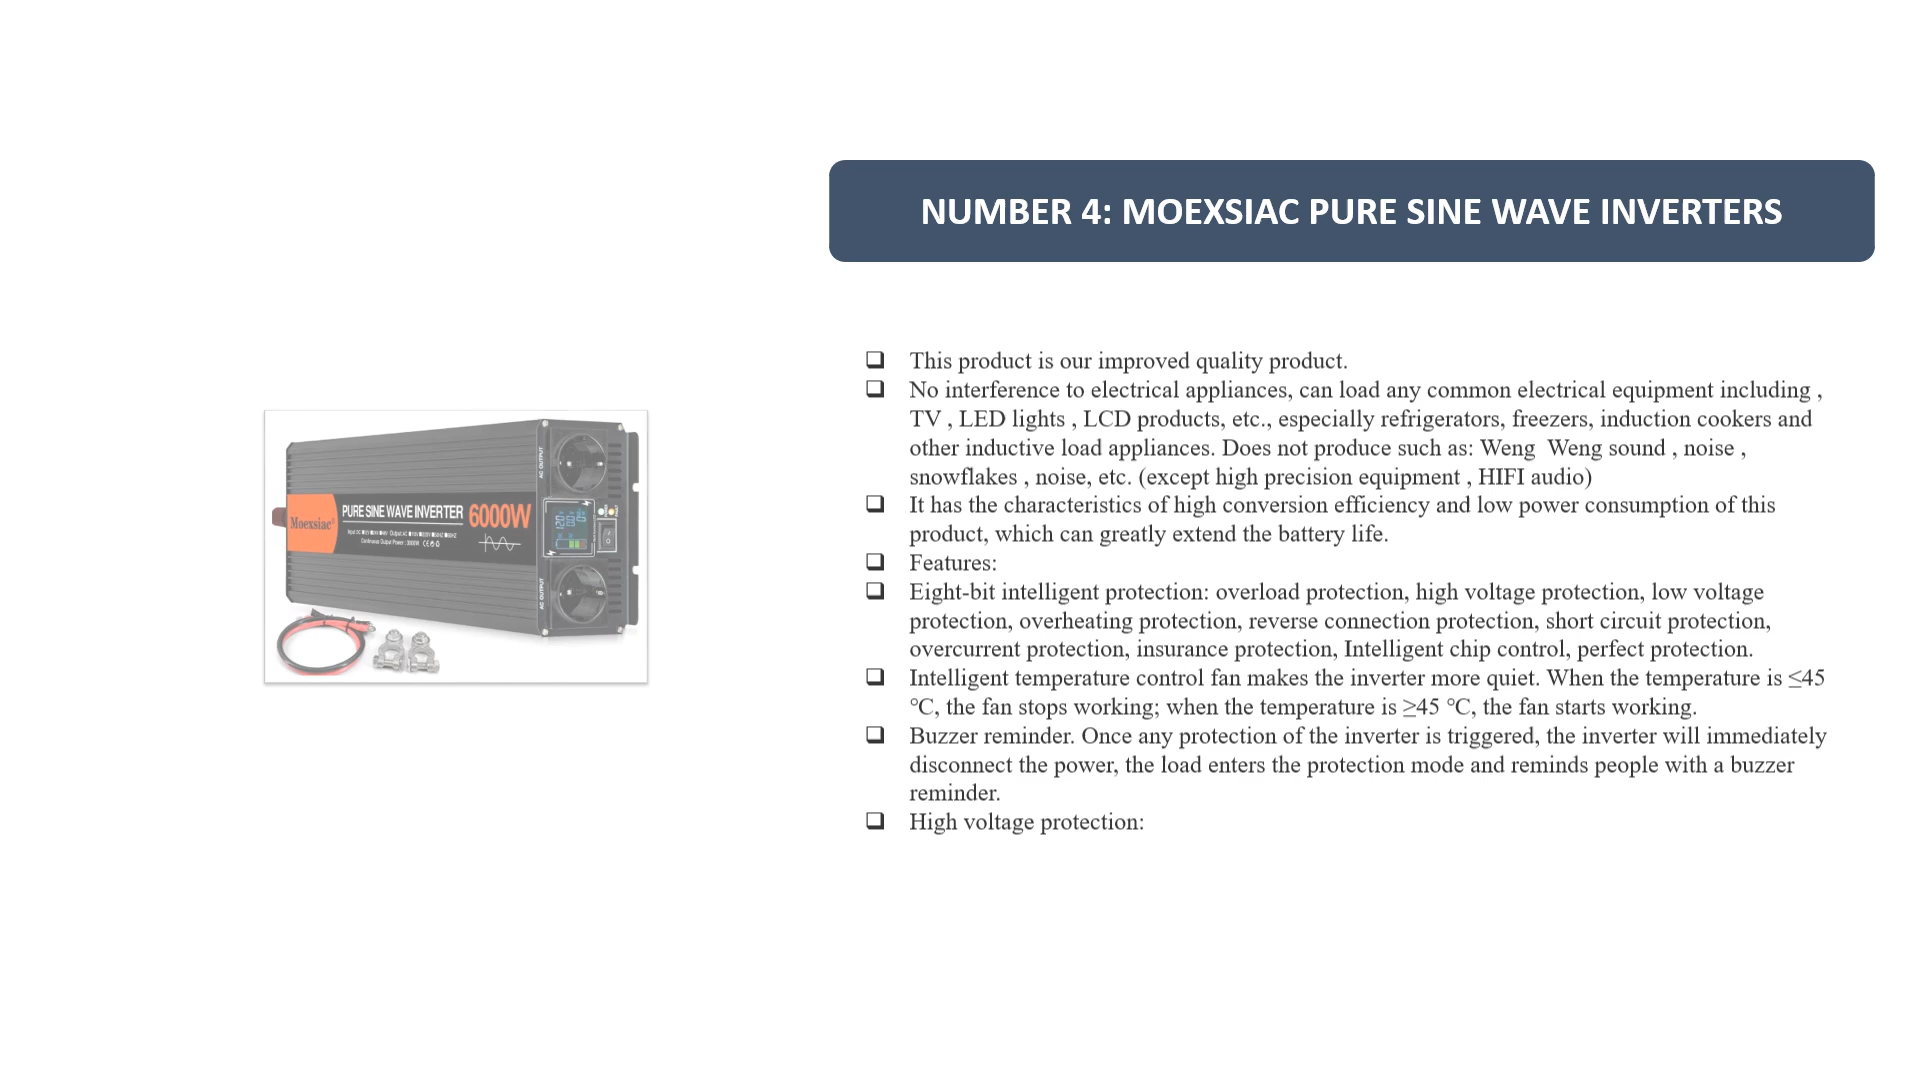 NUMBER 4: MOEXSIAC PURE SINE WAVE INVERTERS
This product is our improved quality product.
No interference to electrical appliances, can load any common electrical equipment including ,
TV , LED lights , LCD products, etc., especially refrigerators, freezers, induction cookers and
other inductive load appliances. Does not produce such as: Weng  Weng sound , noise ,
snowflakes , noise, etc. (except high precision equipment , HIFI audio)
It has the characteristics of high conversion efficiency and low power consumption of this
product, which can greatly extend the battery life.
Features:
Eight-bit intelligent protection: overload protection, high voltage protection, low voltage
protection, overheating protection, reverse connection protection, short circuit protection,
overcurrent protection, insurance protection, Intelligent chip control, perfect protection.
Intelligent temperature control fan makes the inverter more quiet. When the temperature is ≤45
℃, the fan stops working; when the temperature is ≥45 ℃, the fan starts working.
Buzzer reminder. Once any protection of the inverter is triggered, the inverter will immediately
disconnect the power, the load enters the protection mode and reminds people with a buzzer
reminder.
High voltage protection:
Moexsiac®
PURE SINE WAVE INVERTER 6000W
Continuous Output Power : 3000W
AC OUTPUT
AC OUTPUT